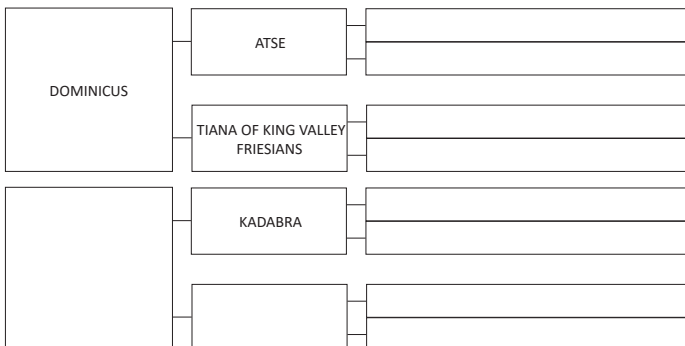 ATSE
DOMINICUS
TIANA OF KING VALLEY
FRIESIANS
KADABRA